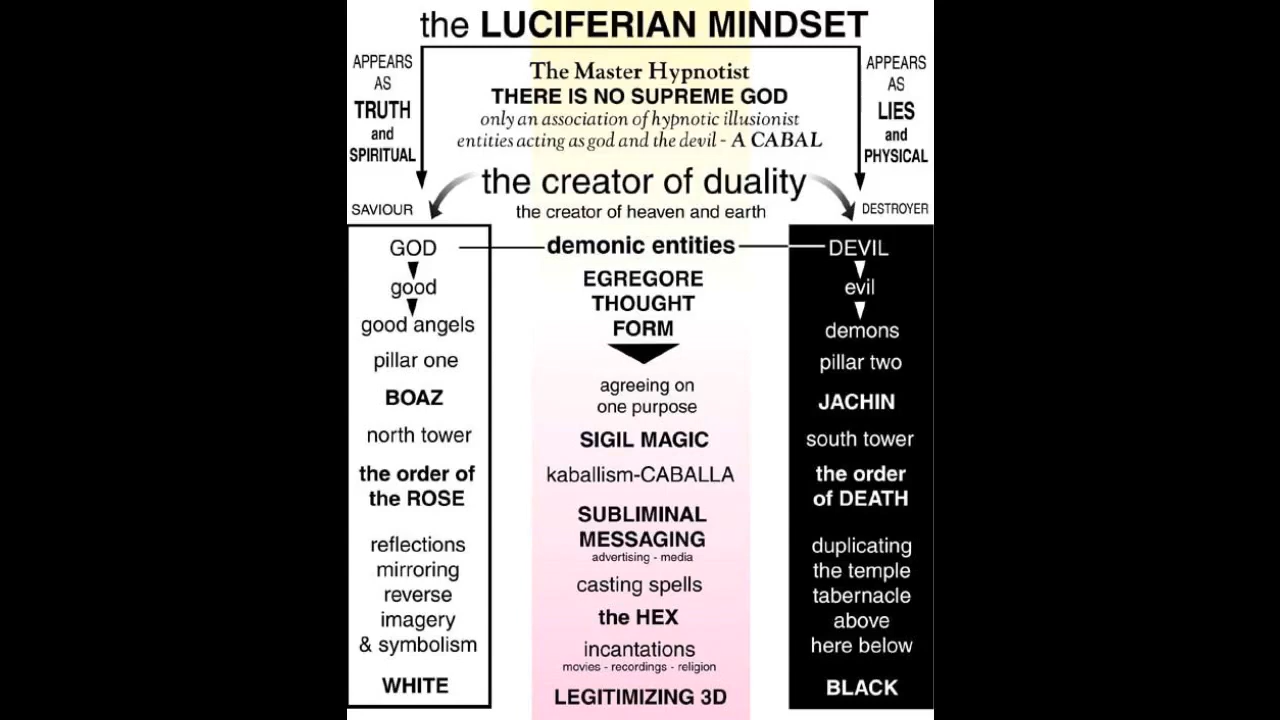 the LUCIFERIAN MINDSET
APPEARS
AS
TRUTH
and
SPIRITUAL
The Master Hypnotist
THERE IS NO SUPREME GOD
only an association of hypnotic illusionist
entities acting as god and the devil - A CABAL
APPEARS
AS
LIES
and
PHYSICAL
the creator of duality
the creator of heaven and earth
SAVIOUR
DESTROYER
GOD
good
good angels
pillar one
BOAZ
north tower
the order of
the ROSE
reflections
mirroring
reverse
imagery
& symbolism
WHITE
demonic entities
EGREGORE
THOUGHT
FORM
agreeing on
one purpose
SIGIL MAGIC
kaballism-CABALLA
SUBLIMINAL
MESSAGING
advertising - media
casting spells
the HEX
incantations
movies - recordings - religion
LEGITIMIZING 3D
DEVIL
evil
demons
pillar two
JACHIN
south tower
the order
of DEATH
duplicating
the temple
tabernacle
above
here below
BLACK